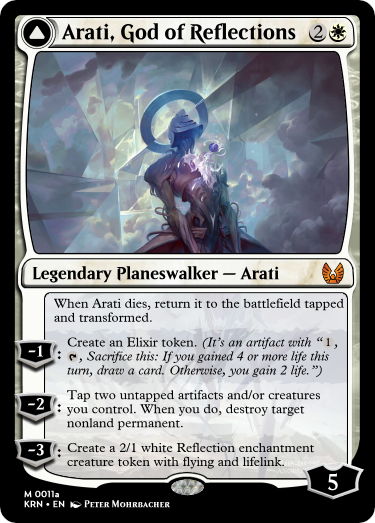 Arati, God of Reflections 2
Legendary Planeswalker — Arati
When Arati dies, return it to the battlefield tapped
and transformed.
-1: Create an Elixir token. (It's an artifact with "1,
, Sacrifice this: If you gained 4 or more life this
turn, draw a card. Otherwise, you gain 2 life.")
-2: Tap two untapped artifacts and/or creatures
you control. When you do, destroy target
nonland permanent.
-3: Create a 2/1 white Reflection enchantment
creature token with flying and lifelink.
5
M 0011a
KRN • EN Peter Mohrbacher